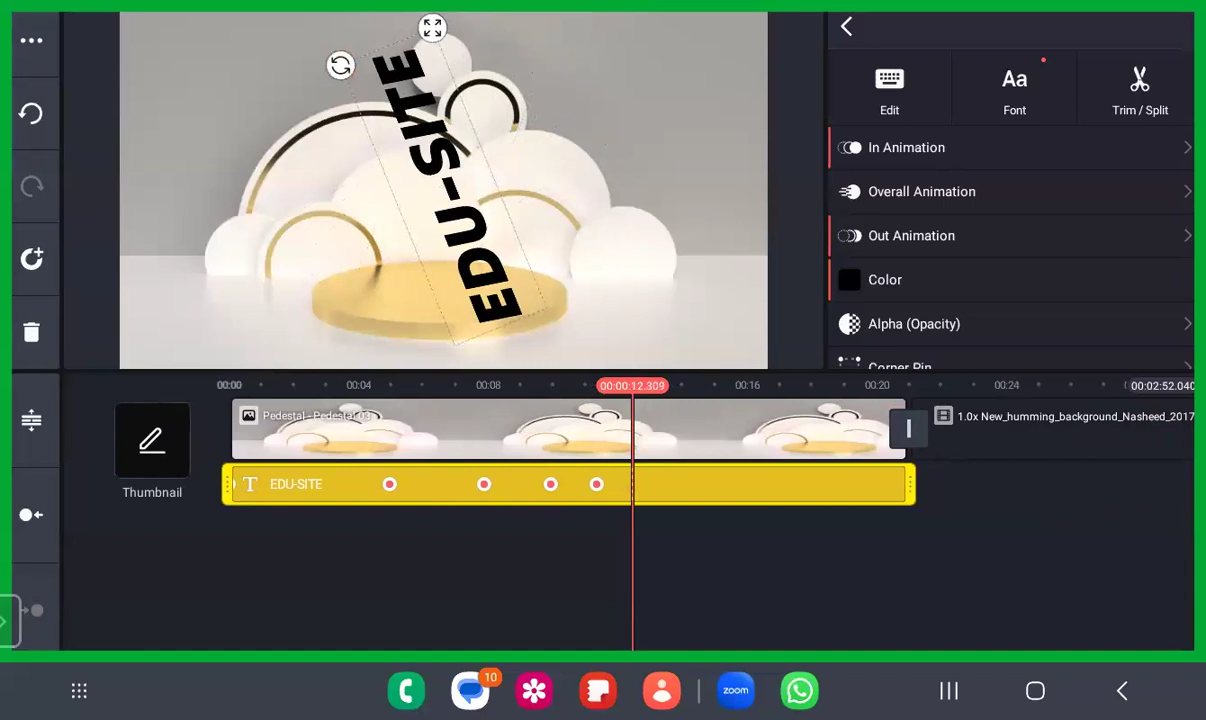 EDU-SITE
Edit
Font
Trim / Split
In Animation
Overall Animation
Out Animation
Color
Alpha (Opacity)
Corner Pin
00:00
00:04
00:08
00:00:12.309
00:16
00:20
00:24
00:02:52.040
Pedestal - Pedestal 03
1.0x New_humming_background_Nasheed_2017
Thumbnail
T EDU-SITE
10
zoom